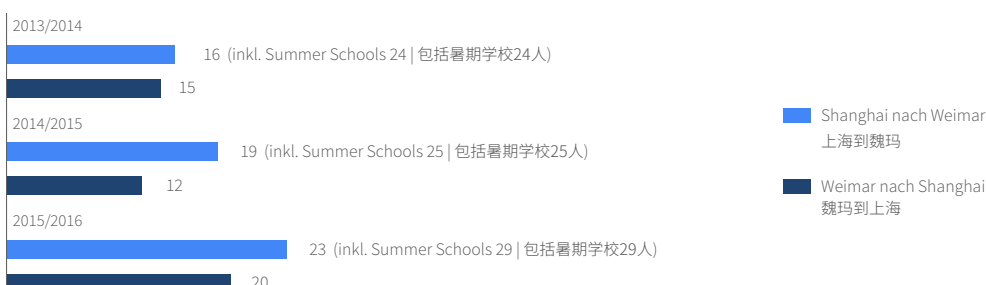 2013/2014
16 (inkl. Summer Schools 24 | 包括暑期学校24人)
15
2014/2015
19 (inkl. Summer Schools 25 | 包括暑期学校25人)
12
2015/2016
23 (inkl. Summer Schools 29 | 包括暑期学校29人)
20
Shanghai nach Weimar
上海到魏玛
Weimar nach Shanghai
魏玛到上海